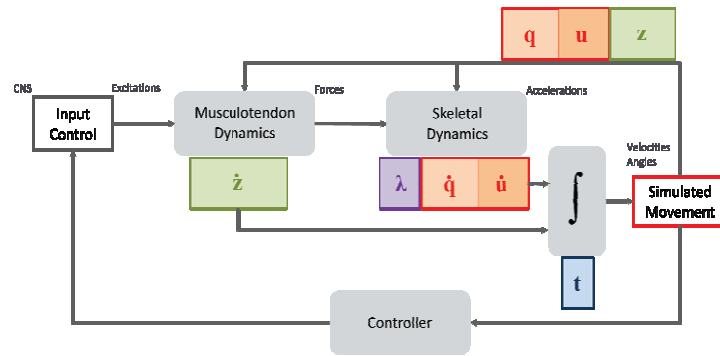 q u z
CNS
Excitations
Forces
Accelerations
Input
Control
Musculotendon
Dynamics
Skeletal
Dynamics
Velocities
Angles
ż
λ q̇ u̇
∫
Simulated
Movement
t
Controller